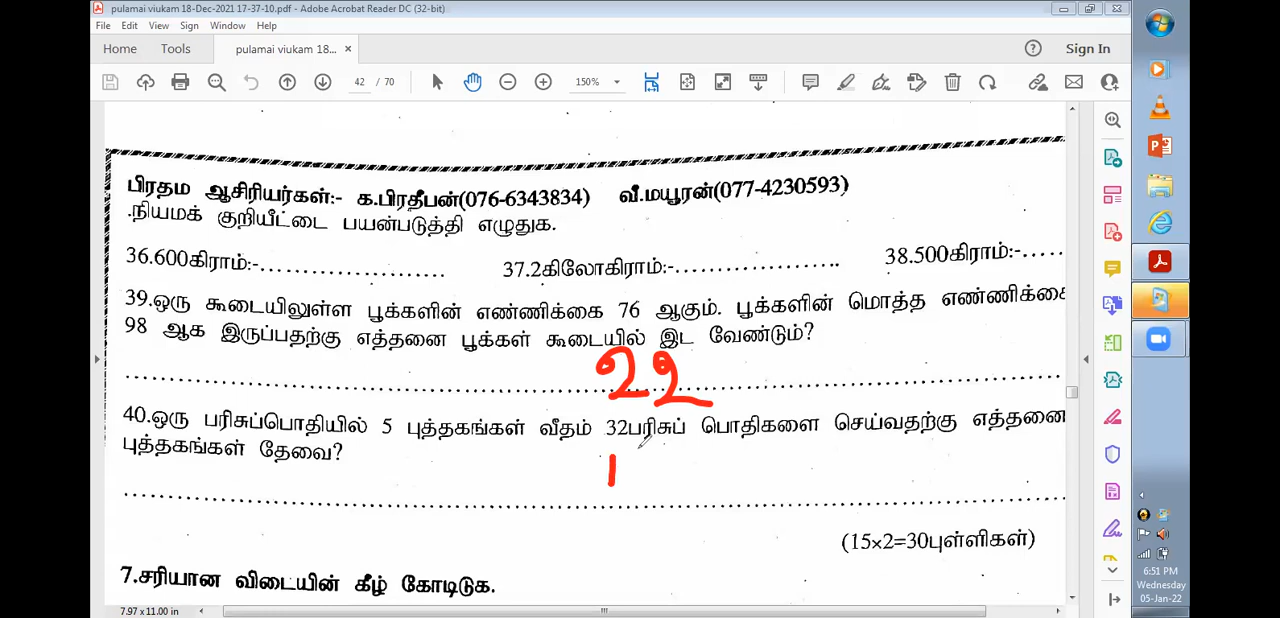 pulamai viukam 18-Dec-2021 17-37-10.pdf - Adobe Acrobat Reader DC (32-bit)
File Edit View Sign Window Help
Home Tools pulamai viukam 18... × Sign In
42 / 70 150%
பிரதம ஆசிரியர்கள்:- க.பிரதீபன்(076-6343834) வீ.மயூரன்(077-4230593)
.நியமக் குறியீட்டை பயன்படுத்தி எழுதுக.
36.600கிராம்:-........................ 37.2கிலோகிராம்:-..................... 38.500கிராம்:-.....
39.ஒரு கூடையிலுள்ள பூக்களின் எண்ணிக்கை 76 ஆகும். பூக்களின் மொத்த எண்ணிக்கை
98 ஆக இருப்பதற்கு எத்தனை பூக்கள் கூடையில் இட வேண்டும்?
22
40.ஒரு பரிசுப்பொதியில் 5 புத்தகங்கள் வீதம் 32பரிசுப் பொதிகளை செய்வதற்கு எத்தனை
புத்தகங்கள் தேவை?
1
(15×2=30புள்ளிகள்)
7.சரியான விடையின் கீழ் கோடிடுக.
7.97 x 11.00 in
6:51 PM
Wednesday
05-Jan-22